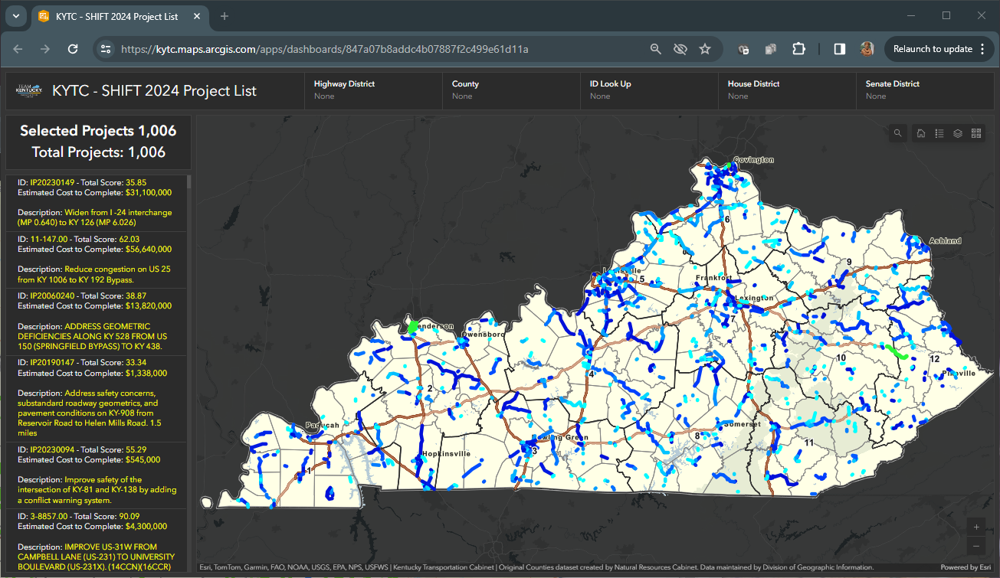 KYTC - SHIFT 2024 Project List
https://kytc.maps.arcgis.com/apps/dashboards/847a07b8addc4b07887f2c499e61d11a
Relaunch to update
TEAM
KENTUCKY
KYTC - SHIFT 2024 Project List
Highway District
None
County
None
ID Look Up
None
House District
None
Senate District
None
Selected Projects 1,006
Total Projects: 1,006
ID: IP20230149 - Total Score: 35.85
Estimated Cost to Complete: $31,100,000
Description: Widen from I -24 interchange
(MP 0.640) to KY 126 (MP 6.026)
ID: 11-147.00 - Total Score: 62.03
Estimated Cost to Complete: $56,640,000
Description: Reduce congestion on US 25
from KY 1006 to KY 192 Bypass.
ID: IP20060240 - Total Score: 38.87
Estimated Cost to Complete: $13,820,000
Description: ADDRESS GEOMETRIC
DEFICIENCIES ALONG KY 528 FROM US
150 (SPRINGFIELD BYPASS) TO KY 438.
ID: IP20190147 - Total Score: 33.34
Estimated Cost to Complete: $1,338,000
Description: Address safety concerns,
substandard roadway geometrics, and
pavement conditions on KY-908 from
Reservoir Road to Helen Mills Road. 1.5
miles
ID: IP20230094 - Total Score: 55.29
Estimated Cost to Complete: $545,000
Description: Improve safety of the
intersection of KY-81 and KY-138 by adding
a conflict warning system.
ID: 3-8857.00 - Total Score: 90.09
Estimated Cost to Complete: $4,300,000
Description: IMPROVE US-31W FROM
CAMPBELL LANE (US-231) TO UNIVERSITY
BOULEVARD (US-231X). (14CCN)(16CCR)
Covington
6
Ashland
9
Louisville
5
Frankfort
Lexington
7
Henderson
Owensboro
10
12
Pikeville
4
2
Paducah
Somerset
Bowling Green
8
11
3
Hopkinsville
1
Esri, TomTom, Garmin, FAO, NOAA, USGS, EPA, NPS, USFWS | Kentucky Transportation Cabinet | Original Counties dataset created by Natural Resources Cabinet. Data maintained by Division of Geographic Information.
Powered by Esri